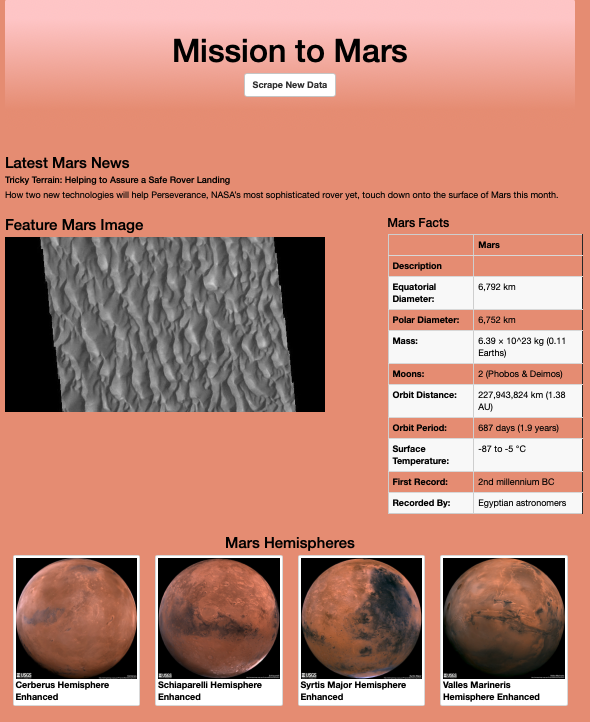 Mission to Mars
Scrape New Data
Latest Mars News
Tricky Terrain: Helping to Assure a Safe Rover Landing
How two new technologies will help Perseverance, NASA's most sophisticated rover yet, touch down onto the surface of Mars this month.
Feature Mars Image
Mars Facts
Mars
Description
Equatorial
Diameter:
6,792 km
Polar Diameter:
6,752 km
Mass:
6.39 × 10^23 kg (0.11
Earths)
Moons:
2 (Phobos & Deimos)
Orbit Distance:
227,943,824 km (1.38
AU)
Orbit Period:
687 days (1.9 years)
Surface
Temperature:
-87 to -5 °C
First Record:
2nd millennium BC
Recorded By:
Egyptian astronomers
Mars Hemispheres
USGS
USGS
USGS
USGS
Cerberus Hemisphere
Enhanced
Schiaparelli Hemisphere
Enhanced
Syrtis Major Hemisphere
Enhanced
Valles Marineris
Hemisphere Enhanced